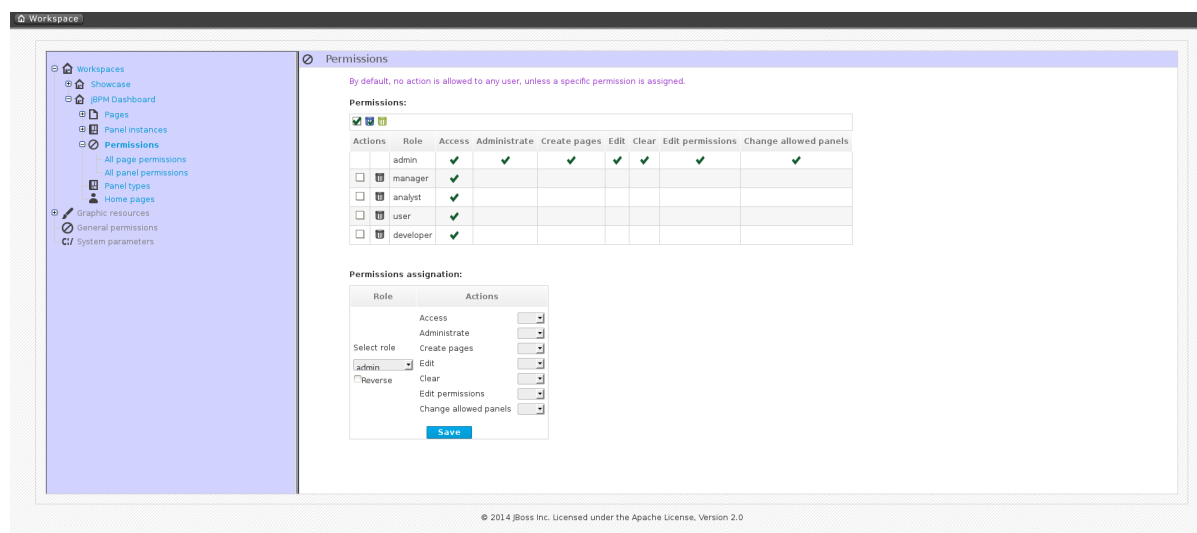 Workspace
Workspaces
Showcase
jBPM Dashboard
Pages
Panel instances
Permissions
All page permissions
All panel permissions
Panel types
Home pages
Graphic resources
General permissions
System parameters
Permissions
By default, no action is allowed to any user, unless a specific permission is assigned.
Permissions:
Actions Role Access Administrate Create pages Edit Clear Edit permissions Change allowed panels
admin
manager
analyst
user
developer
Permissions assignation:
Role Actions
Access
Administrate
Select role Create pages
admin Edit
Reverse Clear
Edit permissions
Change allowed panels
Save
© 2014 JBoss Inc. Licensed under the Apache License, Version 2.0